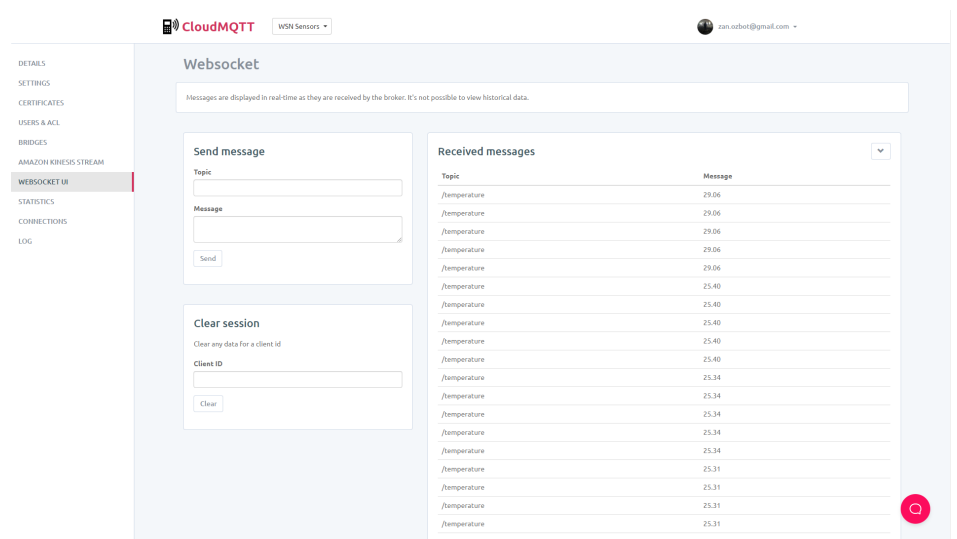 CloudMQTT
WSN Sensors
zan.ozbot@gmail.com
DETAILS
SETTINGS
CERTIFICATES
USERS & ACL
BRIDGES
AMAZON KINESIS STREAM
WEBSOCKET UI
STATISTICS
CONNECTIONS
LOG
Websocket
Messages are displayed in real-time as they are received by the broker. It's not possible to view historical data.
Send message
Topic
Message
Send
Clear session
Clear any data for a client id
Client ID
Clear
Received messages
Topic Message
/temperature 29.06
/temperature 29.06
/temperature 29.06
/temperature 29.06
/temperature 29.06
/temperature 25.40
/temperature 25.40
/temperature 25.40
/temperature 25.40
/temperature 25.40
/temperature 25.34
/temperature 25.34
/temperature 25.34
/temperature 25.34
/temperature 25.34
/temperature 25.31
/temperature 25.31
/temperature 25.31
/temperature 25.31